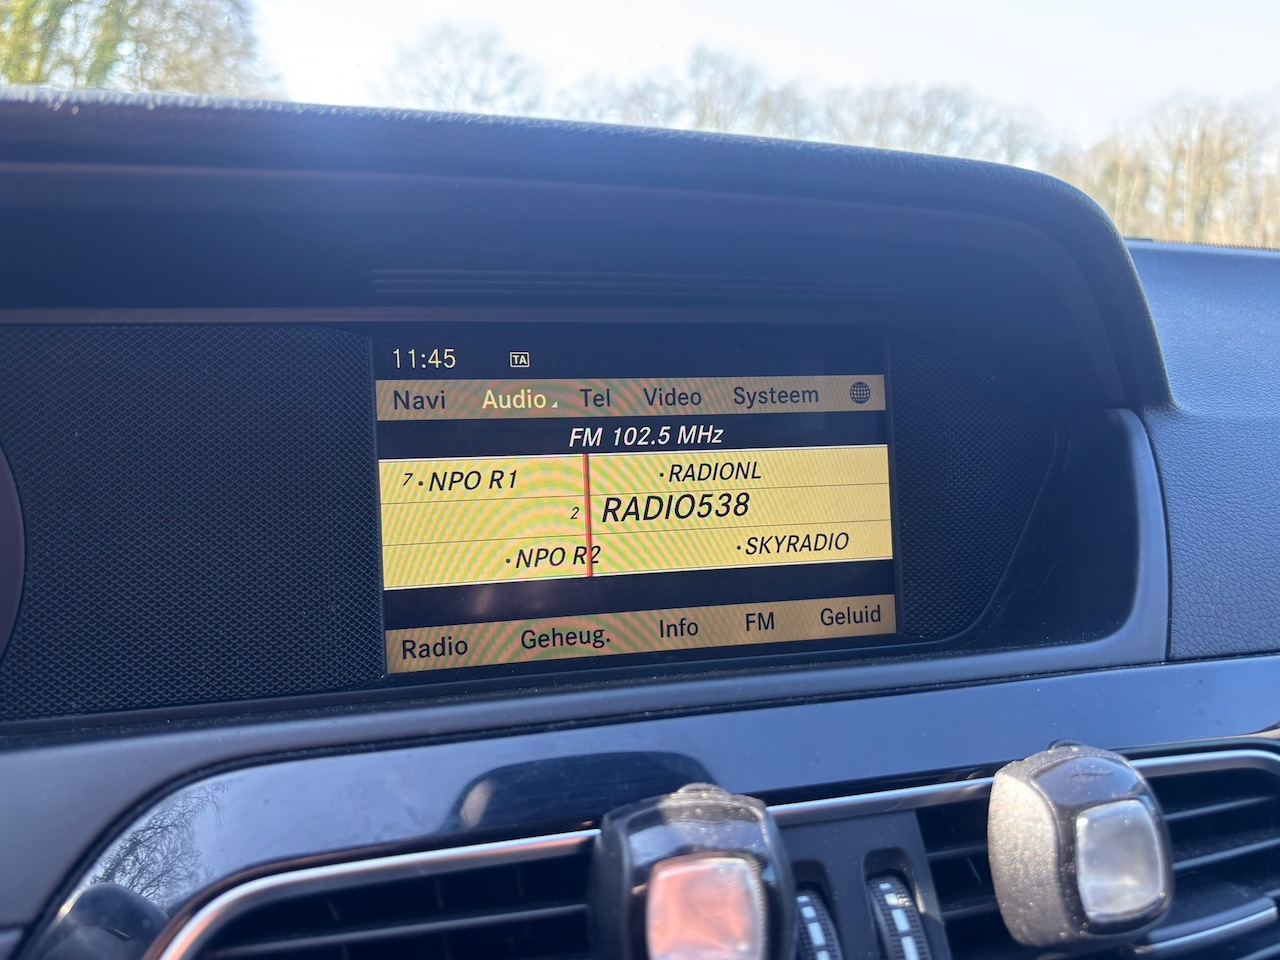 11:45 TA
Navi Audio Tel Video Systeem
FM 102.5 MHz
7 · NPO R1 · RADIONL
2 RADIO538
· NPO R2 · SKYRADIO
Radio Geheug. Info FM Geluid